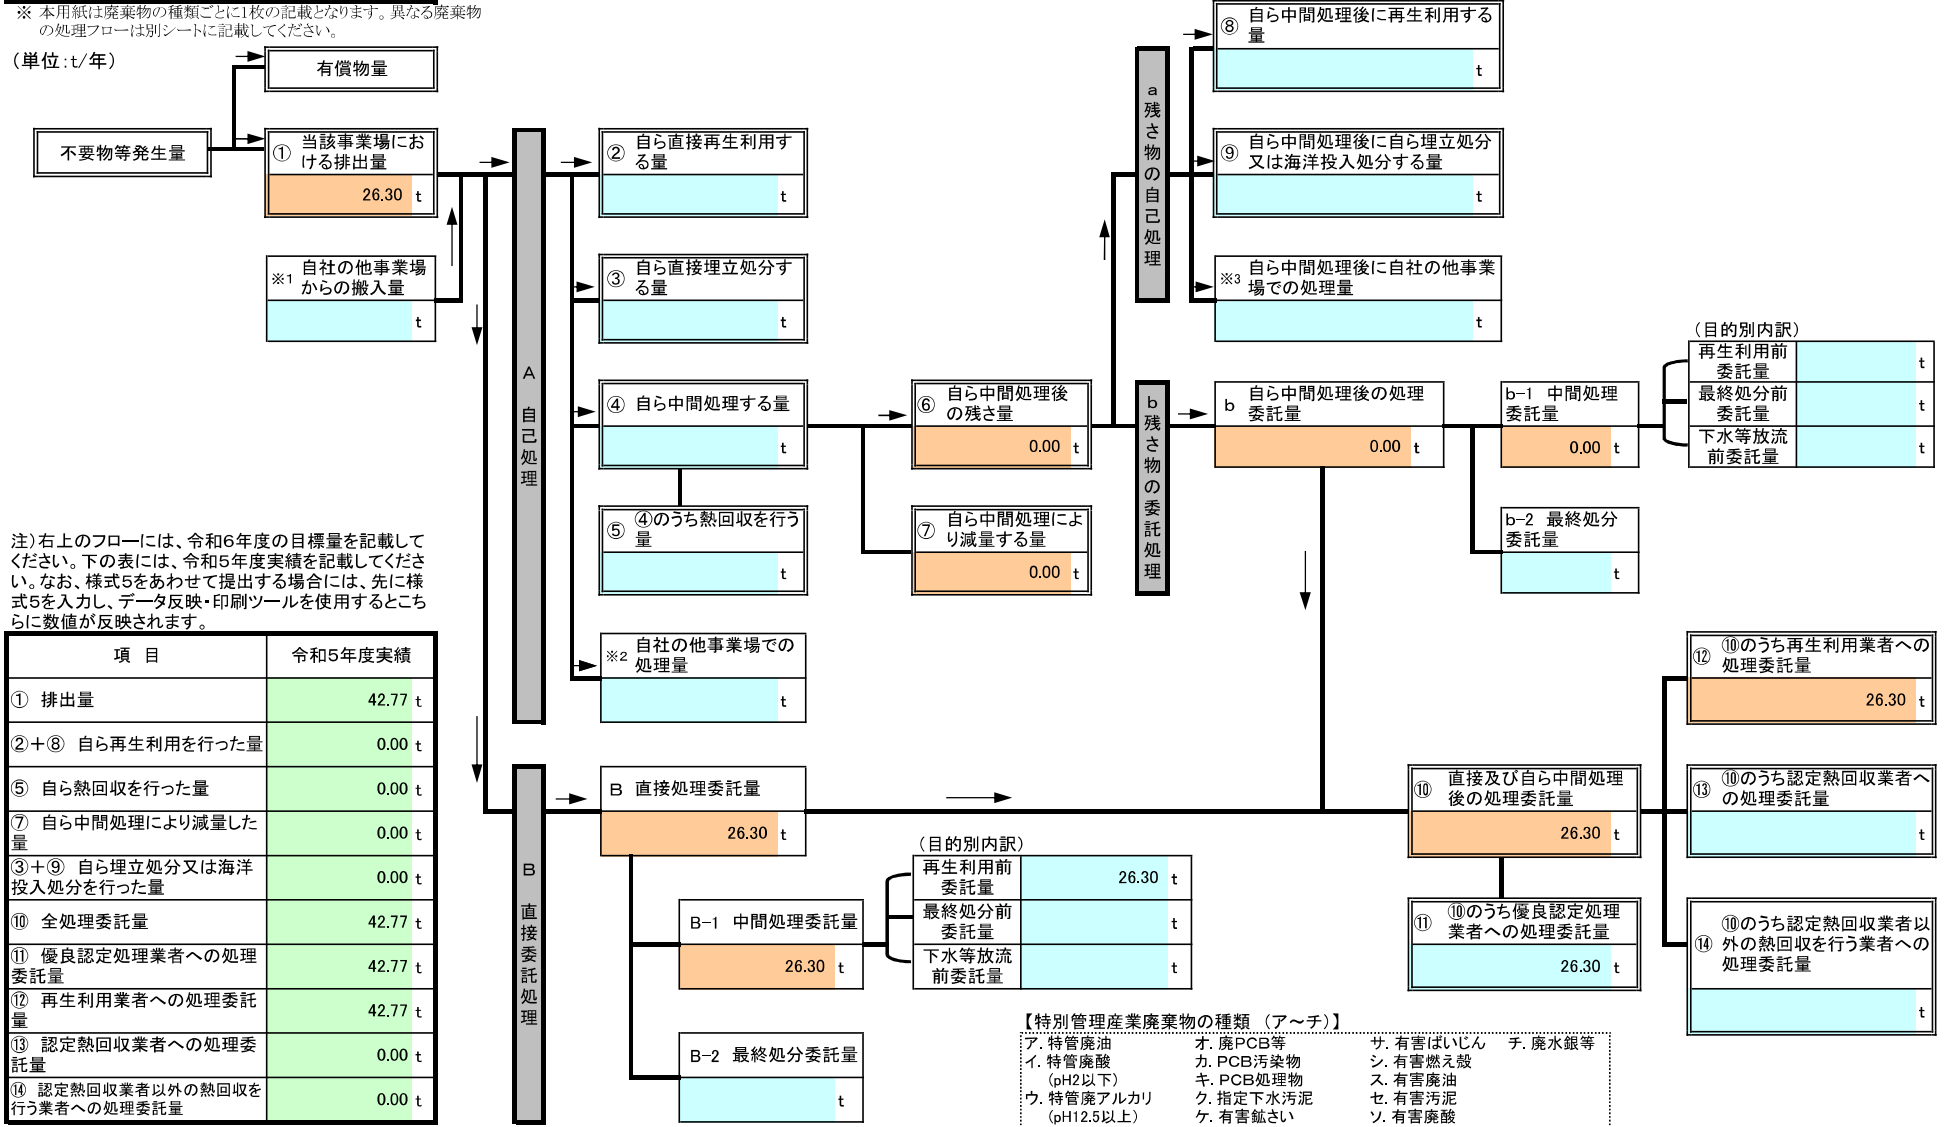 ※ 本用紙は廃棄物の種類ごとに1枚の記載となります。異なる廃棄物
の処理フローは別シートに記載してください。
（単位：t/年）
有償物量
不要物等発生量
① 当該事業場にお
ける排出量
26.30 t
※1 自社の他事業場
からの搬入量
t
A 自己処理
② 自ら直接再生利用す
る量
t
③ 自ら直接埋立処分す
る量
t
④ 自ら中間処理する量
t
⑤ ④のうち熱回収を行う
量
t
※2 自社の他事業場での
処理量
t
⑥ 自ら中間処理後
の残さ量
0.00 t
⑦ 自ら中間処理によ
り減量する量
0.00 t
a 残さ物の自己処理
⑧ 自ら中間処理後に再生利用する
量
t
⑨ 自ら中間処理後に自ら埋立処分
又は海洋投入処分する量
t
※3 自ら中間処理後に自社の他事業
場での処理量
t
b 残さ物の委託処理
b 自ら中間処理後の処理
委託量
0.00 t
b-1 中間処理
委託量
0.00 t
（目的別内訳）
再生利用前
委託量
t
最終処分前
委託量
t
下水等放流
前委託量
t
b-2 最終処分
委託量
t
注）右上のフローには、令和6年度の目標量を記載して
ください。下の表には、令和5年度実績を記載してくださ
い。なお、様式5をあわせて提出する場合には、先に様
式5を入力し、データ反映・印刷ツールを使用するとこち
らに数値が反映されます。
項 目 令和5年度実績
① 排出量 42.77 t
②＋⑧ 自ら再生利用を行った量 0.00 t
⑤ 自ら熱回収を行った量 0.00 t
⑦ 自ら中間処理により減量した
量 0.00 t
③＋⑨ 自ら埋立処分又は海洋
投入処分を行った量 0.00 t
⑩ 全処理委託量 42.77 t
⑪ 優良認定処理業者への処理
委託量 42.77 t
⑫ 再生利用業者への処理委託
量 42.77 t
⑬ 認定熱回収業者への処理委
託量 0.00 t
⑭ 認定熱回収業者以外の熱回収を
行う業者への処理委託量 0.00 t
B 直接委託処理
B 直接処理委託量
26.30 t
B-1 中間処理委託量
26.30 t
B-2 最終処分委託量
t
（目的別内訳）
再生利用前
委託量
26.30 t
最終処分前
委託量
t
下水等放流
前委託量
t
⑩ 直接及び自ら中間処理
後の処理委託量
26.30 t
⑪ ⑩のうち優良認定処理
業者への処理委託量
26.30 t
⑫ ⑩のうち再生利用業者への
処理委託量
26.30 t
⑬ ⑩のうち認定熱回収業者へ
の処理委託量
t
⑭ ⑩のうち認定熱回収業者以
外の熱回収を行う業者への
処理委託量
t
【特別管理産業廃棄物の種類 （ア～チ）】
ア．特管廃油 オ．廃PCB等 サ．有害ばいじん チ．廃水銀等
イ．特管廃酸 カ．PCB汚染物 シ．有害燃え殻
（pH2以下） キ．PCB処理物 ス．有害廃油
ウ．特管廃アルカリ ク．指定下水汚泥 セ．有害汚泥
（pH12.5以上） ケ．有害鉱さい ソ．有害廃酸